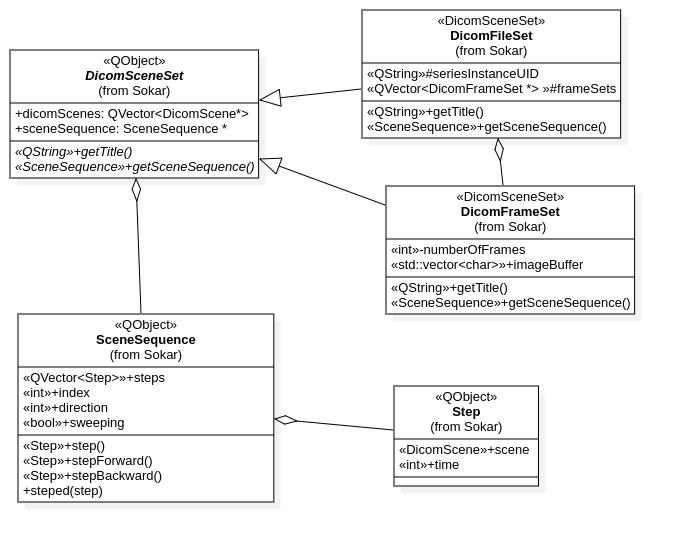 «QObject»
DicomSceneSet
(from Sokar)
+dicomScenes: QVector<DicomScene*>
+sceneSequence: SceneSequence *
«QString»+getTitle()
«SceneSequence»+getSceneSequence()
«DicomSceneSet»
DicomFileSet
(from Sokar)
«QString»#seriesInstanceUID
«QVector<DicomFrameSet *> »#frameSets
«QString»+getTitle()
«SceneSequence»+getSceneSequence()
«DicomSceneSet»
DicomFrameSet
(from Sokar)
«int»-numberOfFrames
«std::vector<char>»+imageBuffer
«QString»+getTitle()
«SceneSequence»+getSceneSequence()
«QObject»
SceneSequence
(from Sokar)
«QVector<Step>»+steps
«int»+index
«int»+direction
«bool»+sweeping
«Step»+step()
«Step»+stepForward()
«Step»+stepBackward()
+steped(step)
«QObject»
Step
(from Sokar)
«DicomScene»+scene
«int»+time